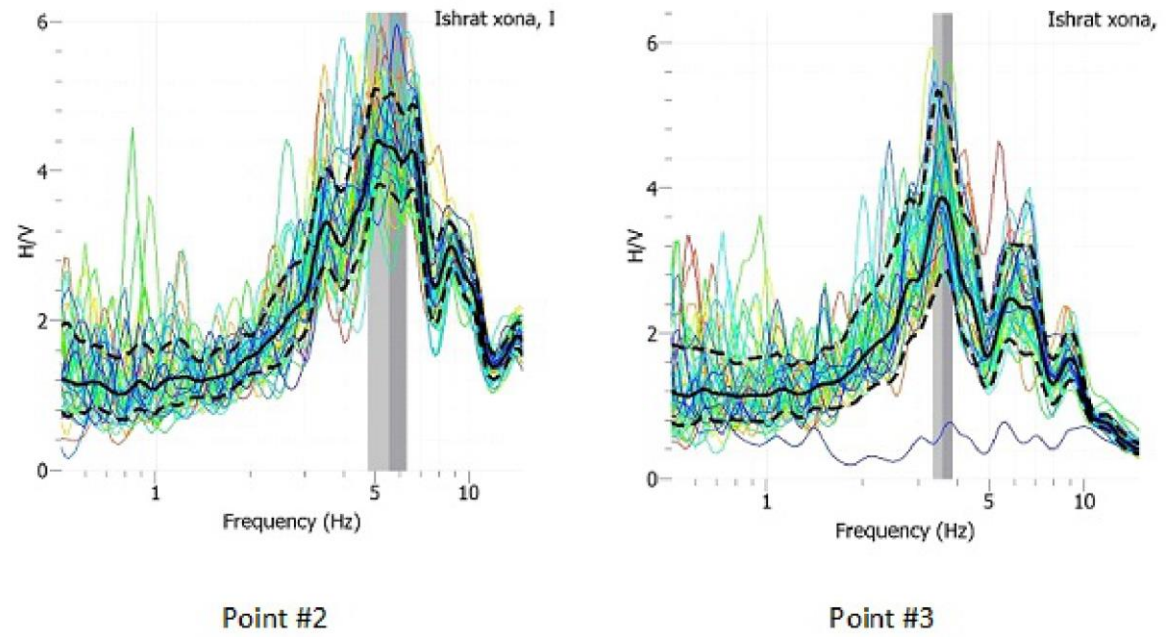 Ishrat xona, I
6
4
2
0
H/V
1
5
10
Frequency (Hz)
Point #2
Ishrat xona,
6
4
2
0
H/V
1
5
10
Frequency (Hz)
Point #3